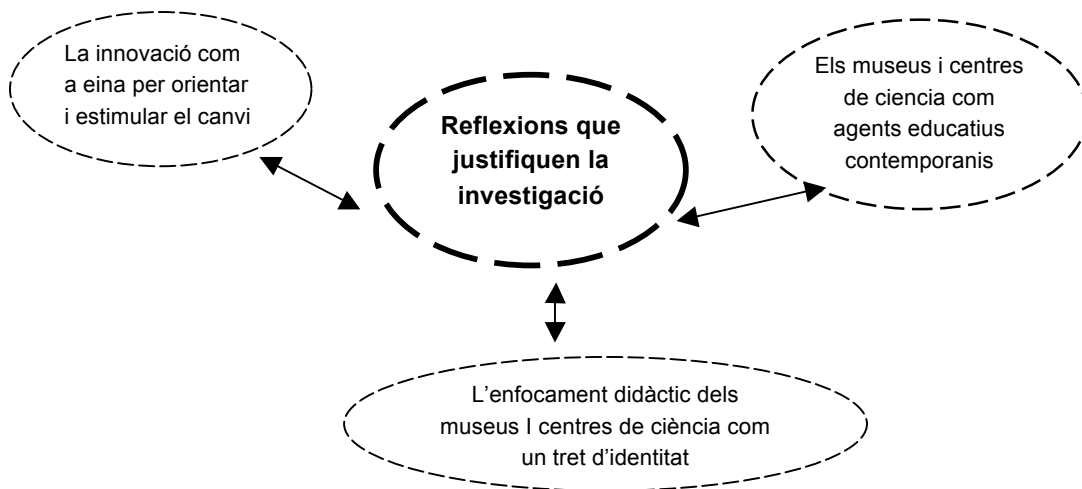 La innovació com
a eina per orientar
i estimular el canvi
Reflexions que
justifiquen la
investigació
Els museus i centres
de ciencia com
agents educatius
contemporanis
L’enfocament didàctic dels
museus I centres de ciència com
un tret d’identitat